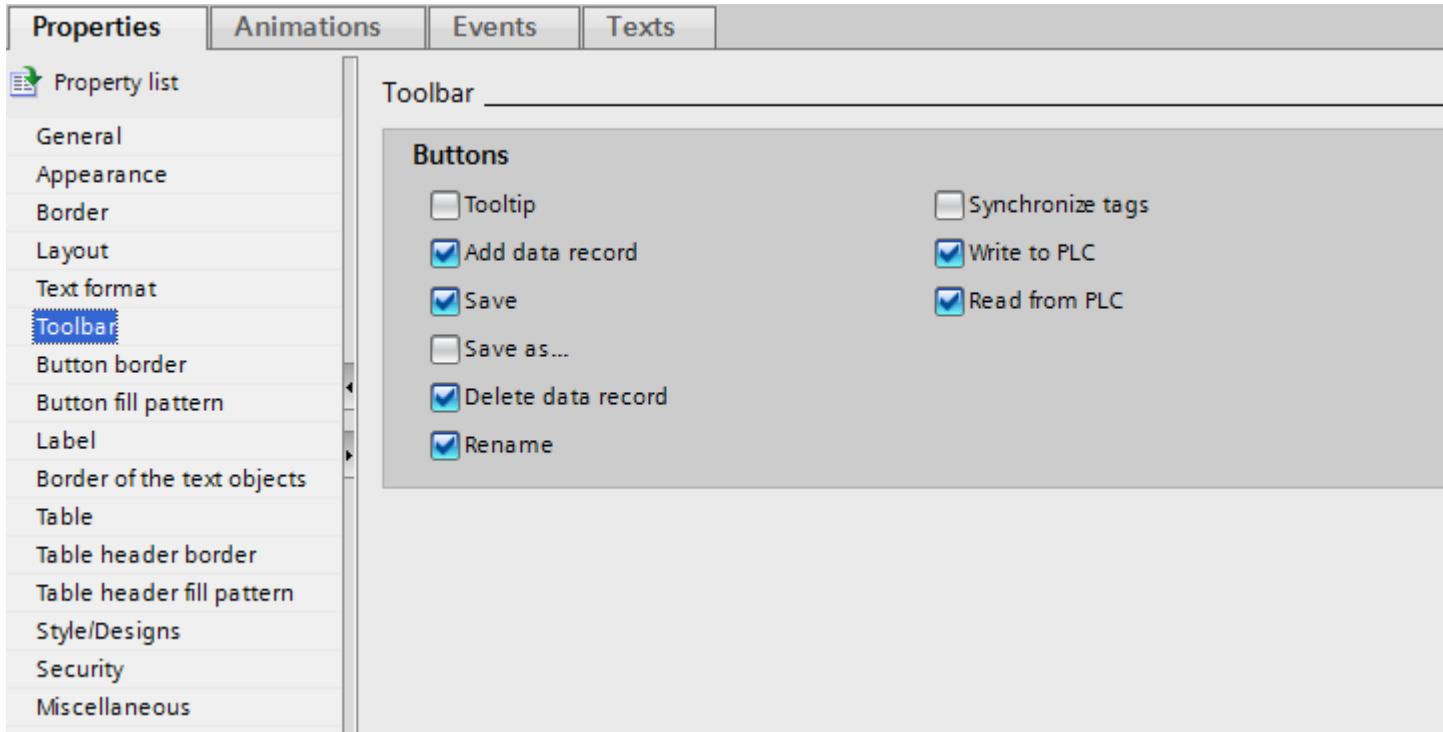 Properties
Animations
Events
Texts
Property list
General
Appearance
Border
Layout
Text format
Toolbar
Button border
Button fill pattern
Label
Border of the text objects
Table
Table header border
Table header fill pattern
Style/Designs
Security
Miscellaneous
Toolbar
Buttons
Tooltip
Add data record
Save
Save as...
Delete data record
Rename
Synchronize tags
Write to PLC
Read from PLC